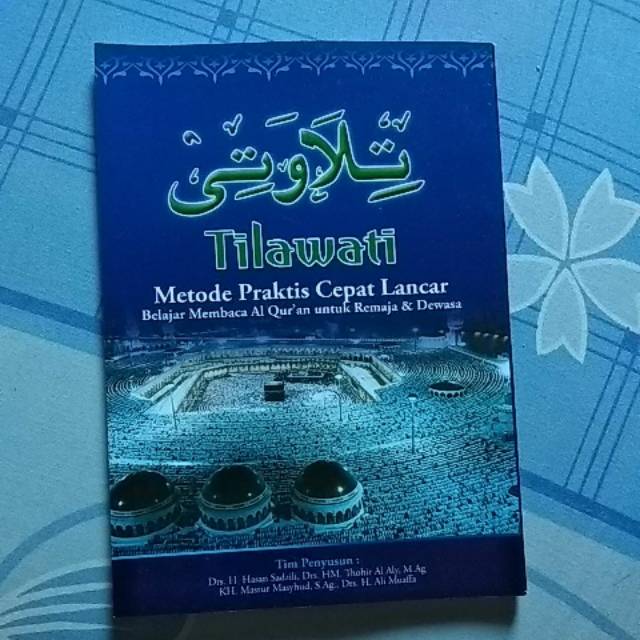 تِلَاوَتِى
Tilawati
Metode Praktis Cepat Lancar
Belajar Membaca Al Qur'an untuk Remaja & Dewasa
Tim Penyusun :
Drs. H. Hasan Sadzili, Drs. HM. Thohir Al Aly, M.Ag
KH. Masrur Masyhud, S.Ag., Drs. H. Ali Muaffa